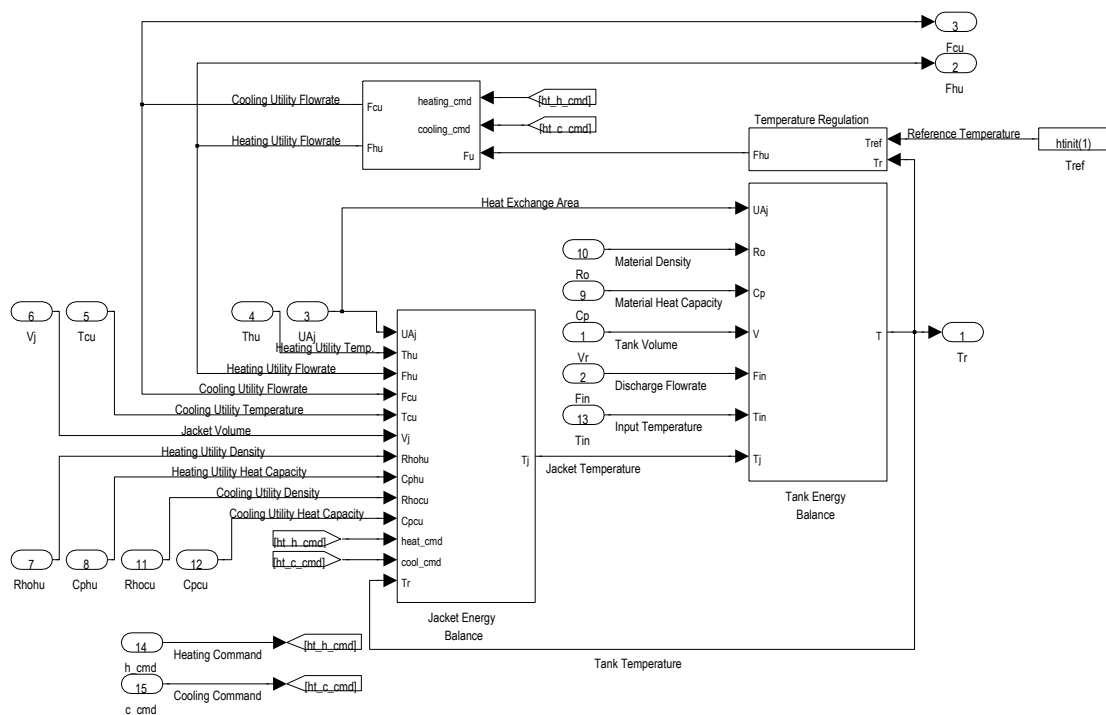 3
Fcu
2
Fhu
Cooling Utility Flowrate
Fcu
heating_cmd
[ht_h_cmd]
cooling_cmd
[ht_c_cmd]
Heating Utility Flowrate
Fhu
Fu
Temperature Regulation
Fhu
Tref
Tr
Reference Temperature
htinit(1)
Tref
Heat Exchange Area
UAj
10
Material Density
Ro
Ro
9
Material Heat Capacity
Cp
Cp
1
Tank Volume
V
Vr
2
Discharge Flowrate
Fin
Fin
13
Input Temperature
Tin
Tin
Tj
T
1
Tr
Tank Energy
Balance
6
Vj
5
Tcu
4
Thu
3
UAj
UAj
Heating Utility Temp.
Thu
Heating Utility Flowrate
Fhu
Cooling Utility Flowrate
Fcu
Cooling Utility Temperature
Tcu
Jacket Volume
Vj
Heating Utility Density
Rhohu
Heating Utility Heat Capacity
Cphu
Cooling Utility Density
Rhocu
Cooling Utility Heat Capacity
Cpcu
[ht_h_cmd]
heat_cmd
[ht_c_cmd]
cool_cmd
Tr
Tj
Jacket Temperature
7
Rhohu
8
Cphu
11
Rhocu
12
Cpcu
Jacket Energy
Balance
14
h_cmd
Heating Command
[ht_h_cmd]
15
c_cmd
Cooling Command
[ht_c_cmd]
Tank Temperature